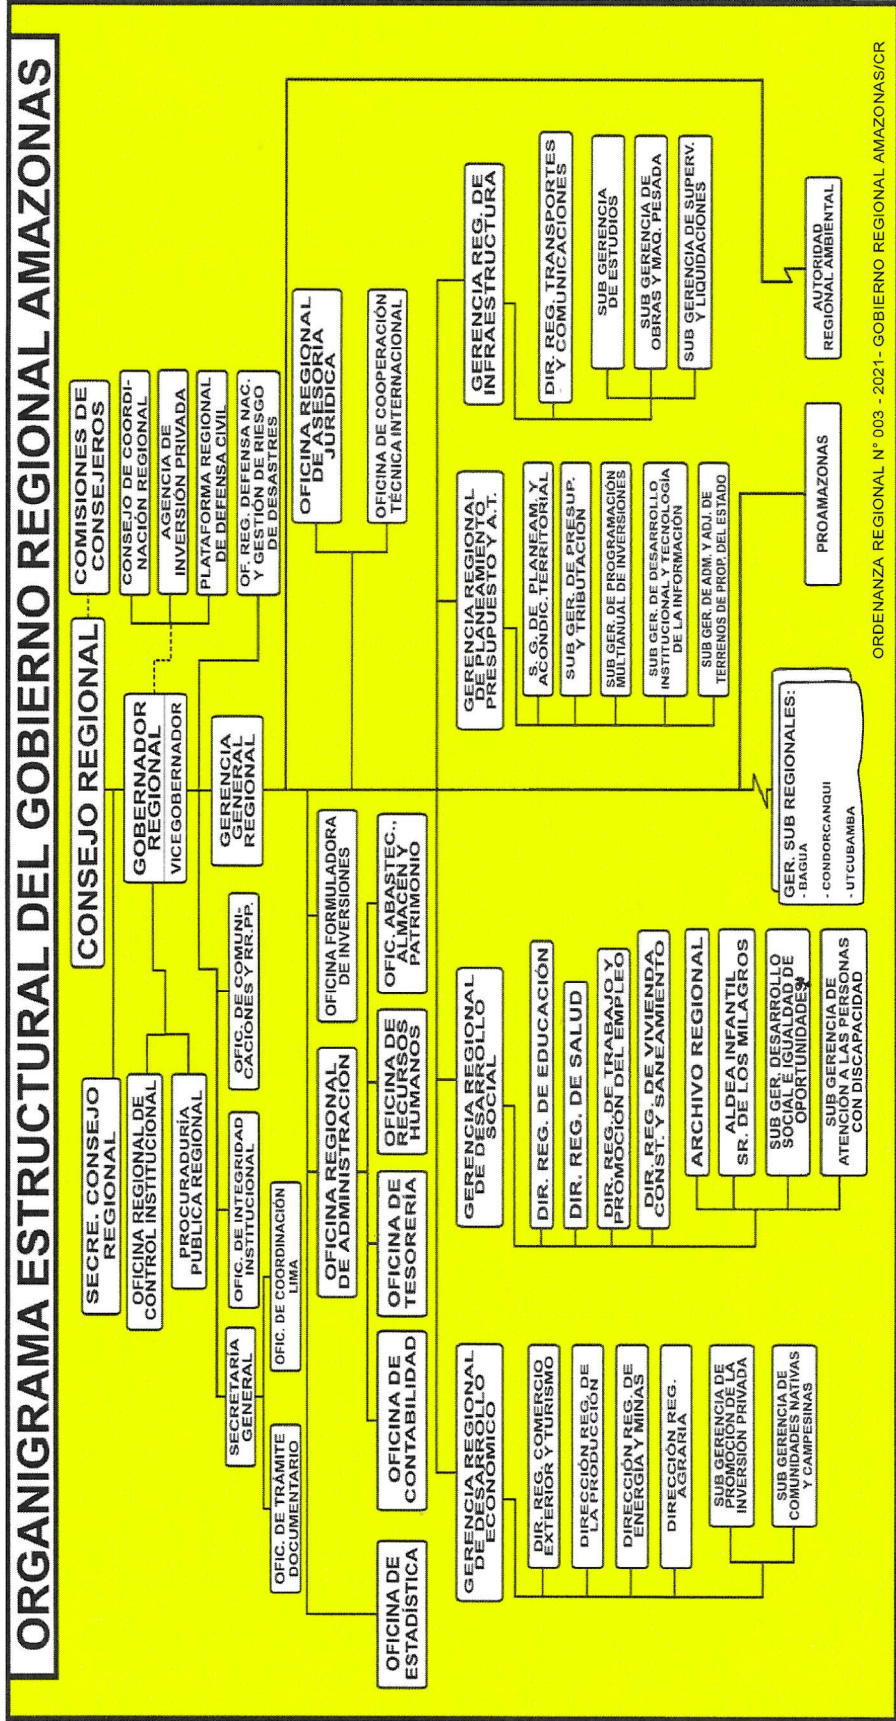 ORGANIGRAMA ESTRUCTURAL DEL GOBIERNO REGIONAL AMAZONAS
CONSEJO REGIONAL
COMISIONES DE
CONSEJEROS
SECRE. CONSEJO
REGIONAL
GOBERNADOR
REGIONAL
VICEGOBERNADOR
CONSEJO DE COORDI-
NACIÓN REGIONAL
AGENCIA DE
INVERSIÓN PRIVADA
PLATAFORMA REGIONAL
DE DEFENSA CIVIL
OFICINA REGIONAL DE
CONTROL INSTITUCIONAL
PROCURADURÍA
PUBLICA REGIONAL
OF. REG. DEFENSA NAC.
Y GESTIÓN DE RIESGO
DE DESASTRES
GERENCIA
GENERAL
REGIONAL
SECRETARÍA
GENERAL
OFIC. DE INTEGRIDAD
INSTITUCIONAL
OFIC. DE COMUNI-
CACIÓNES Y RR.PP.
OFIC. DE TRÁMITE
DOCUMENTARIO
OFIC. DE COORDINACIÓN
LIMA
OFICINA REGIONAL
DE ADMINISTRACIÓN
OFICINA FORMULADORA
DE INVERSIONES
OFICINA REGIONAL
DE ASESORÍA
JURÍDICA
OFICINA DE COOPERACIÓN
TÉCNICA INTERNACIONAL
OFICINA DE
ESTADÍSTICA
OFICINA DE
CONTABILIDAD
OFICINA DE
TESORERÍA
OFICINA DE
RECURSOS
HUMANOS
OFIC. ABASTEC.,
ALMACEN Y
PATRIMONIO
GERENCIA REGIONAL
DE DESARROLLO
ECONÓMICO
DIR. REG. COMERCIO
EXTERIOR Y TURISMO
DIRECCIÓN REG. DE
LA PRODUCCIÓN
DIRECCIÓN REG. DE
ENERGÍA Y MINAS
DIRECCIÓN REG.
AGRARIA
SUB GERENCIA DE
PROMOCIÓN DE LA
INVERSIÓN PRIVADA
SUB GERENCIA DE
COMUNIDADES NATIVAS
Y CAMPESINAS
GERENCIA REGIONAL
DE DESARROLLO
SOCIAL
DIR. REG. DE EDUCACIÓN
DIR. REG. DE SALUD
DIR. REG. DE TRABAJO Y
PROMOCIÓN DEL EMPLEO
DIR. REG. DE VIVIENDA,
CONST. Y SANEAMIENTO
ARCHIVO REGIONAL
ALDEA INFANTIL
SR. DE LOS MILAGROS
SUB GER. DESARROLLO
SOCIAL E IGUALDAD DE
OPORTUNIDADES
SUB GERENCIA DE
ATENCIÓN A LAS PERSONAS
CON DISCAPACIDAD
GERENCIA REGIONAL
DE PLANEAMIENTO
PRESUPUESTO Y A.T.
S. G. DE PLANEAM. Y
ACONDIC. TERRITORIAL
SUB GER. DE PRESUP.
Y TRIBUTACIÓN
SUB GER. DE PROGRAMACIÓN
MULTIANUAL DE INVERSIONES
SUB GER. DE DESARROLLO
INSTITUCIONAL Y TECNOLOGÍA
DE LA INFORMACIÓN
SUB GER. DE ADM. Y ADJ. DE
TERRENOS DE PROP. DEL ESTADO
GERENCIA REG. DE
INFRAESTRUCTURA
DIR. REG. TRANSPORTES
Y COMUNICACIONES
SUB GERENCIA
DE ESTUDIOS
SUB GERENCIA DE
OBRAS Y MAQ. PESADA
SUB GERENCIA DE SUPERV.
Y LIQUIDACIONES
GER. SUB REGIONALES:
- BAGUA
- CONDORCANQUI
- UTCUBAMBA
PROAMAZONAS
AUTORIDAD
REGIONAL AMBIENTAL
ORDENANZA REGIONAL N° 003 - 2021- GOBIERNO REGIONAL AMAZONAS/CR